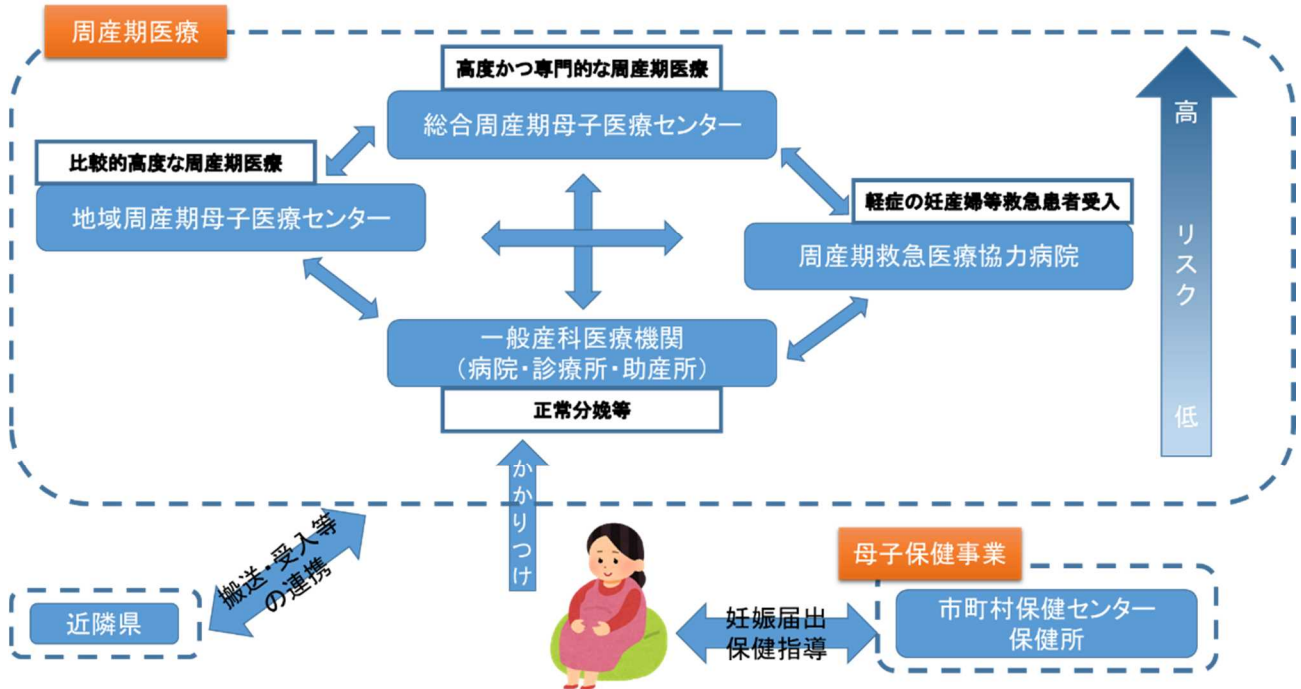 周産期医療
高度かつ専門的な周産期医療
総合周産期母子医療センター
比較的高度な周産期医療
地域周産期母子医療センター
軽症の妊産婦等救急患者受入
周産期救急医療協力病院
一般産科医療機関
（病院・診療所・助産所）
正常分娩等
高
リスク
低
かかりつけ
搬送・受入等
の連携
近隣県
妊娠届出
保健指導
母子保健事業
市町村保健センター
保健所